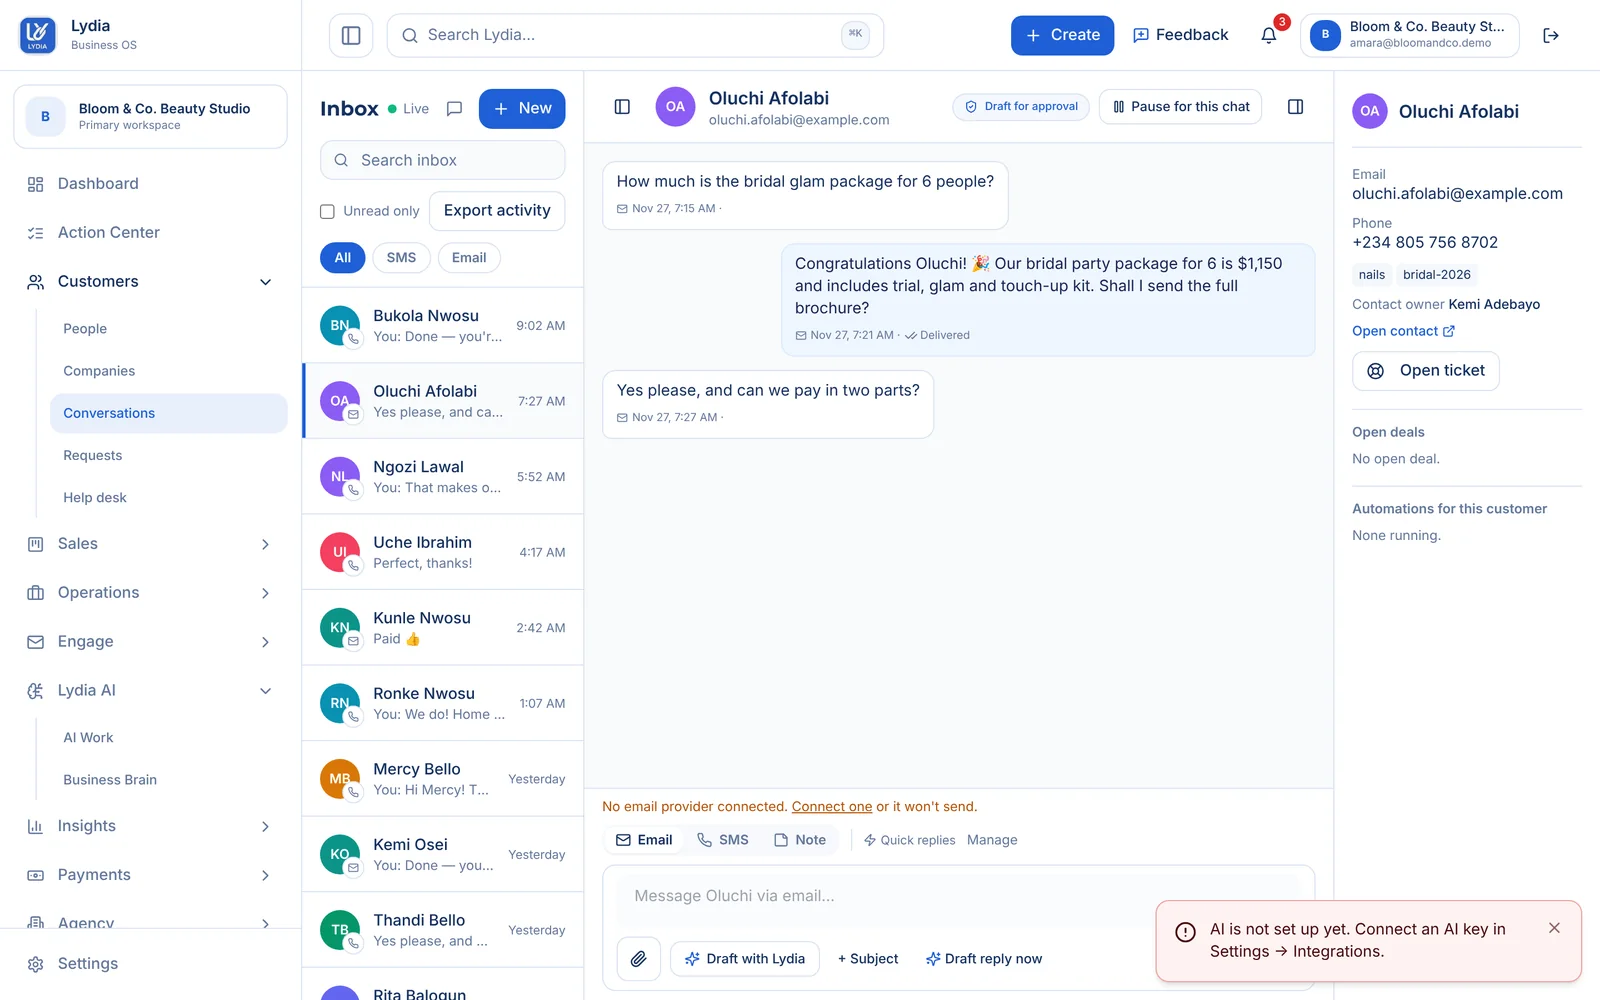 LYDIA
Lydia
Business OS
Search Lydia...
⌘K
+ Create
Feedback
3
B
Bloom & Co. Beauty St...
amara@bloomandco.demo
B
Bloom & Co. Beauty Studio
Primary workspace
Dashboard
Action Center
Customers
People
Companies
Conversations
Requests
Help desk
Sales
Operations
Engage
Lydia AI
AI Work
Business Brain
Insights
Payments
Agency
Settings
Inbox
Live
+ New
Search inbox
Unread only
Export activity
All
SMS
Email
BN
Bukola Nwosu
9:02 AM
You: Done — you'r...
OA
Oluchi Afolabi
7:27 AM
Yes please, and ca...
NL
Ngozi Lawal
5:52 AM
You: That makes o...
UI
Uche Ibrahim
4:17 AM
Perfect, thanks!
KN
Kunle Nwosu
2:42 AM
Paid 👍
RN
Ronke Nwosu
1:07 AM
You: We do! Home ...
MB
Mercy Bello
Yesterday
You: Hi Mercy! T...
KO
Kemi Osei
Yesterday
You: Done — you...
TB
Thandi Bello
Yesterday
Yes please, and ...
Rita Balogun
OA
Oluchi Afolabi
oluchi.afolabi@example.com
Draft for approval
Pause for this chat
How much is the bridal glam package for 6 people?
Nov 27, 7:15 AM ·
Congratulations Oluchi! 🎉 Our bridal party package for 6 is $1,150
and includes trial, glam and touch-up kit. Shall I send the full
brochure?
Nov 27, 7:21 AM · Delivered
Yes please, and can we pay in two parts?
Nov 27, 7:27 AM ·
No email provider connected. Connect one or it won't send.
Email
SMS
Note
Quick replies
Manage
Message Oluchi via email...
Draft with Lydia
+ Subject
Draft reply now
OA
Oluchi Afolabi
Email
oluchi.afolabi@example.com
Phone
+234 805 756 8702
nails
bridal-2026
Contact owner Kemi Adebayo
Open contact
Open ticket
Open deals
No open deal.
Automations for this customer
None running.
AI is not set up yet. Connect an AI key in
Settings → Integrations.